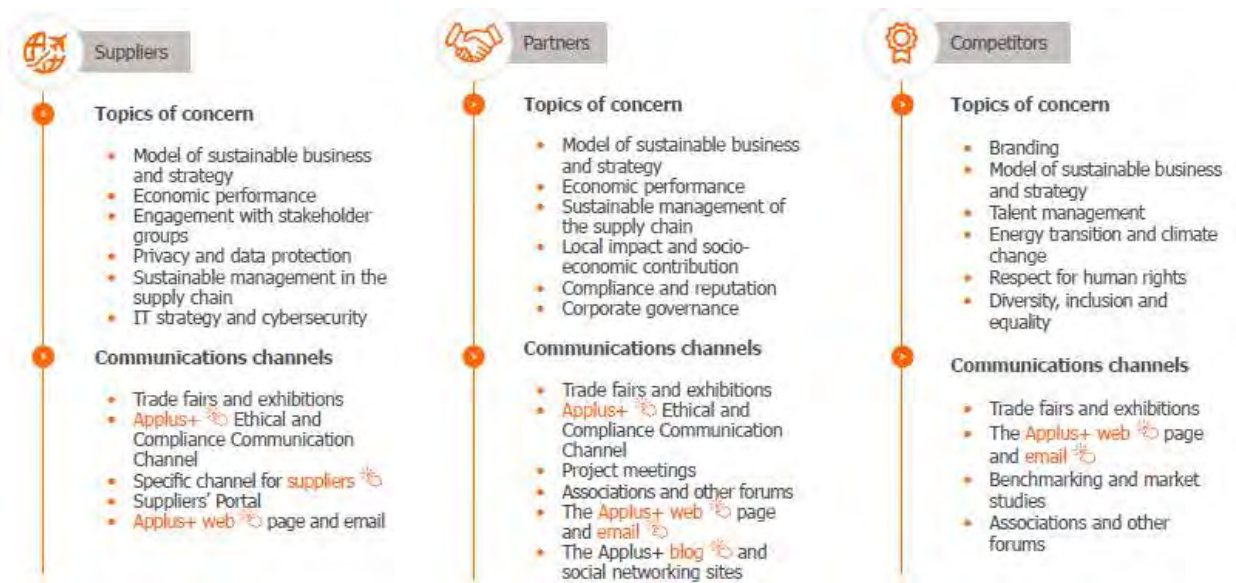 Suppliers
Topics of concern
• Model of sustainable business
and strategy
• Economic performance
• Engagement with stakeholder
groups
• Privacy and data protection
• Sustainable management in the
supply chain
• IT strategy and cybersecurity
Communications channels
• Trade fairs and exhibitions
• Applus+ Ethical and
Compliance Communication
Channel
• Specific channel for suppliers
• Suppliers' Portal
• Applus+ web page and email
Partners
Topics of concern
• Model of sustainable business
and strategy
• Economic performance
• Sustainable management of
the supply chain
• Local impact and socio-
economic contribution
• Compliance and reputation
• Corporate governance
Communications channels
• Trade fairs and exhibitions
• Applus+ Ethical and
Compliance Communication
Channel
• Project meetings
• Associations and other forums
• The Applus+ web page
and email
• The Applus+ blog and
social networking sites
Competitors
Topics of concern
• Branding
• Model of sustainable business
and strategy
• Talent management
• Energy transition and climate
change
• Respect for human rights
• Diversity, inclusion and
equality
Communications channels
• Trade fairs and exhibitions
• The Applus+ web page
and email
• Benchmarking and market
studies
• Associations and other
forums